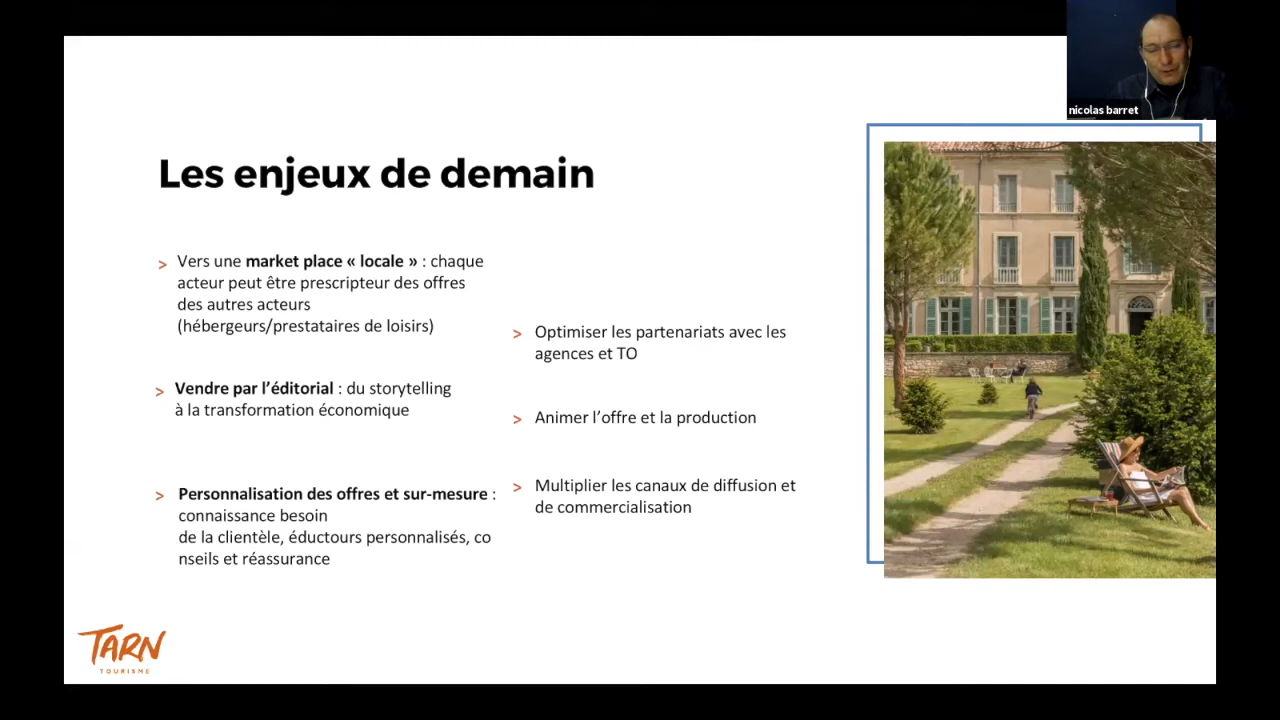 nicolas barret
Les enjeux de demain
> Vers une market place « locale » : chaque
acteur peut être prescripteur des offres
des autres acteurs
(hébergeurs/prestataires de loisirs)
> Vendre par l’éditorial : du storytelling
à la transformation économique
> Personnalisation des offres et sur-mesure :
connaissance besoin
de la clientèle, éductours personnalisés, co
nseils et réassurance
> Optimiser les partenariats avec les
agences et TO
> Animer l’offre et la production
> Multiplier les canaux de diffusion et
de commercialisation
TARN
TOURISME